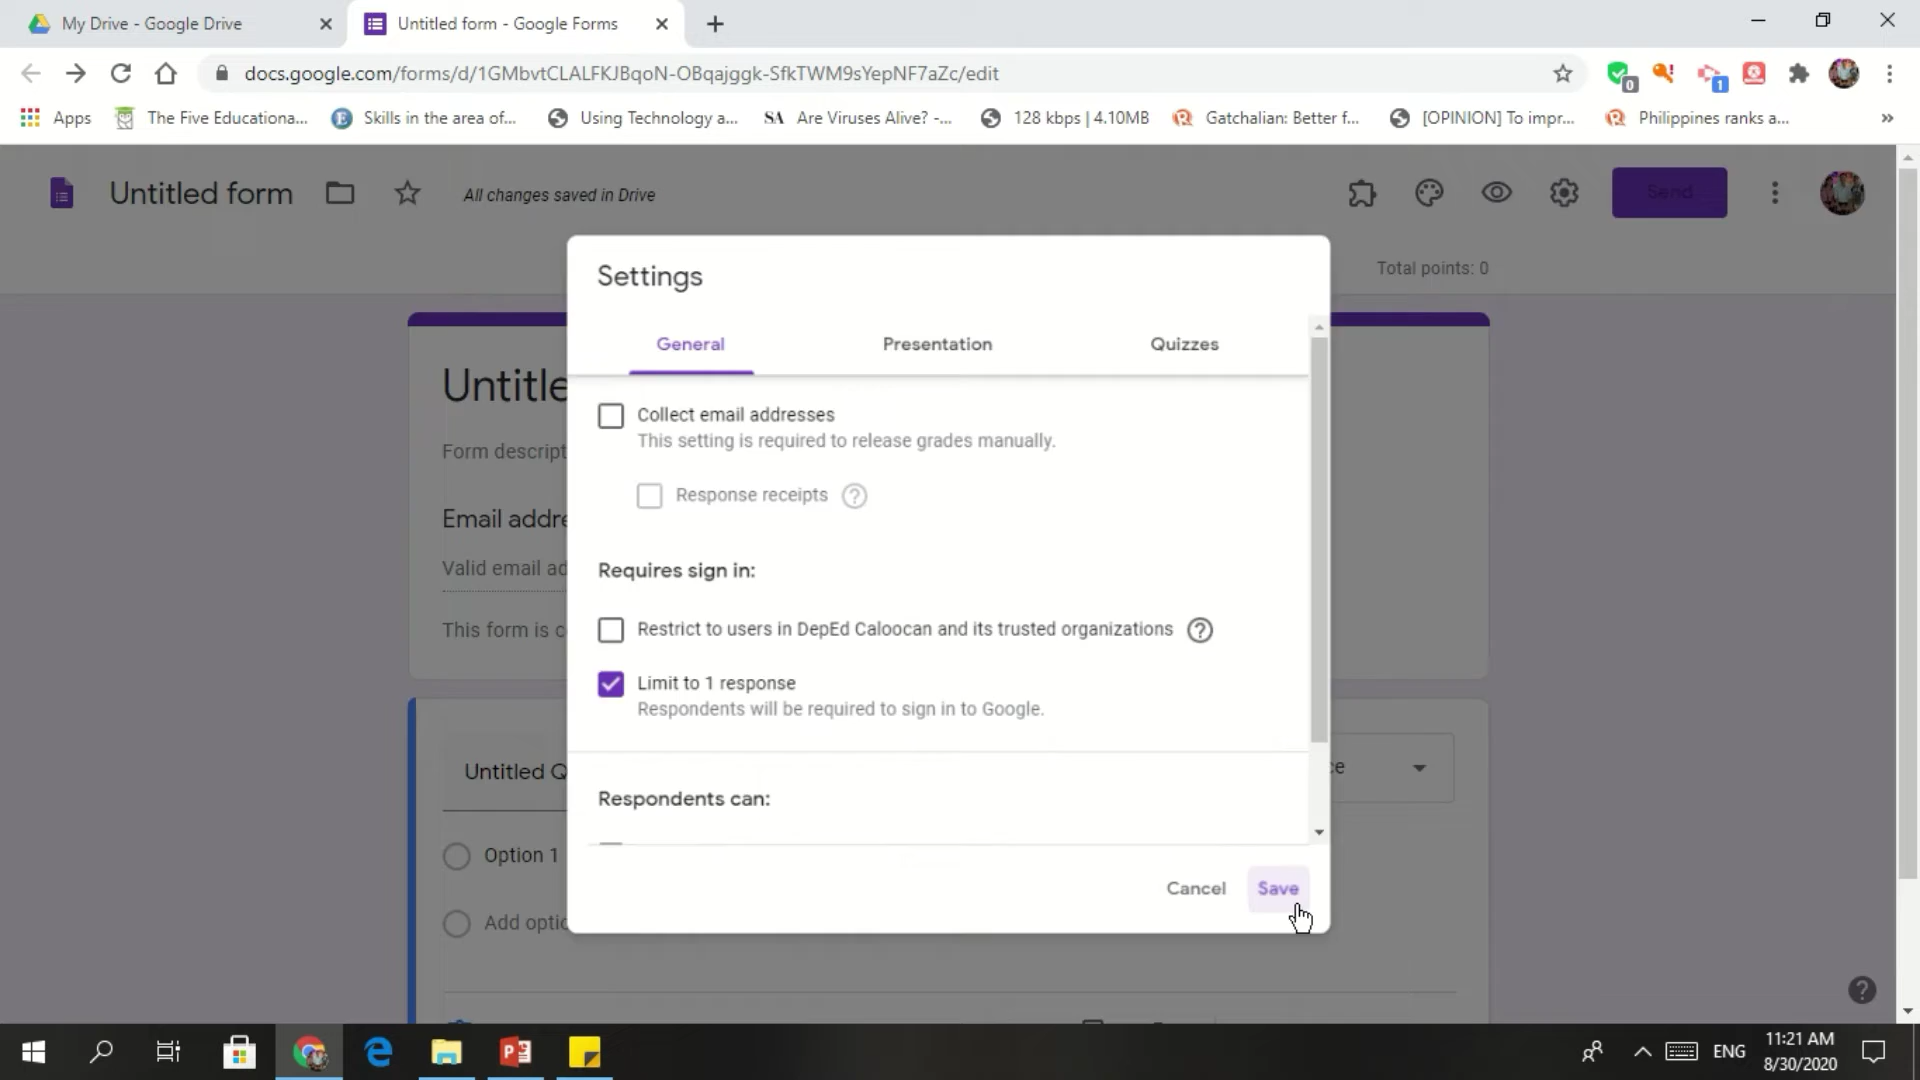 My Drive - Google Drive
Untitled form - Google Forms
docs.google.com/forms/d/1GMbvtCLALFKJBqoN-OBqajggk-SfkTWM9sYepNF7aZc/edit
0
1
Apps
The Five Educationa...
Skills in the area of...
Using Technology a...
SA Are Viruses Alive? -...
128 kbps | 4.10MB
Gatchalian: Better f...
[OPINION] To impr...
Philippines ranks a...
»
Untitled form
All changes saved in Drive
Send
Total points: 0
Settings
General
Presentation
Quizzes
Untitle
Collect email addresses
This setting is required to release grades manually.
Form descript
Response receipts
Email addre
Valid email ad
Requires sign in:
This form is c
Restrict to users in DepEd Caloocan and its trusted organizations
Limit to 1 response
Respondents will be required to sign in to Google.
Untitled Q
ce
Respondents can:
Option 1
Cancel
Save
Add optio
ENG
11:21 AM
8/30/2020